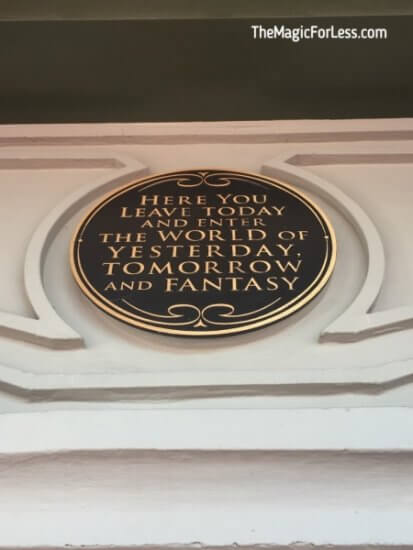 TheMagicForLess.com
HERE YOU
LEAVE TODAY
AND ENTER
THE WORLD OF
YESTERDAY,
TOMORROW
AND FANTASY